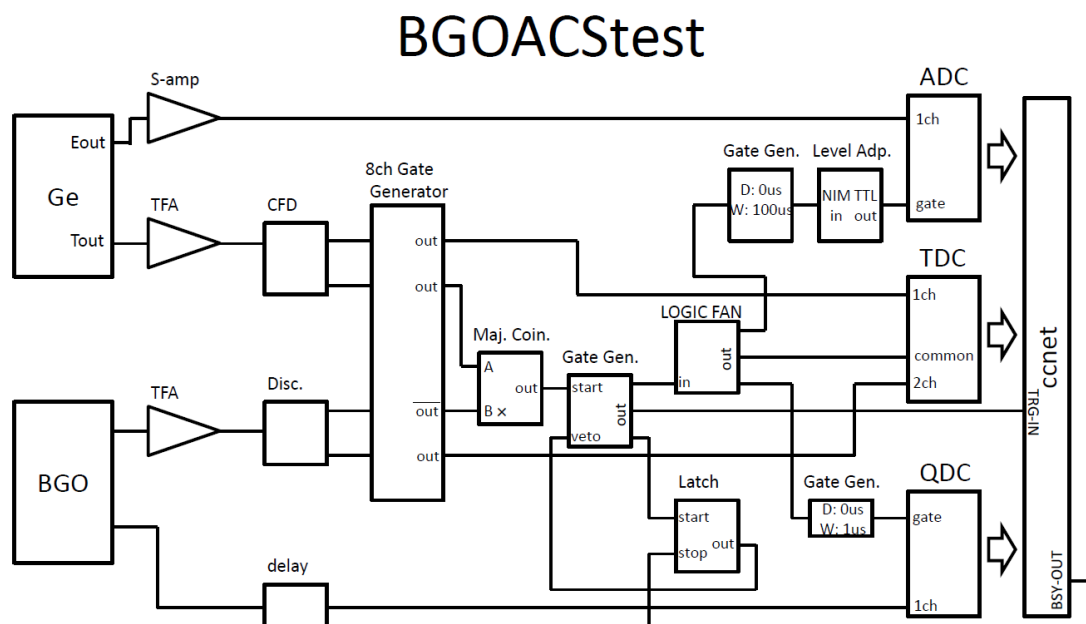 BGOACStest
S-amp
ADC
Eout
1ch
Ge
Gate Gen.
Level Adp.
8ch Gate
Generator
D: 0us
W: 100us
NIM TTL
in out
gate
TFA
CFD
Tout
out
TDC
out
1ch
LOGIC FAN
Maj. Coin.
Gate Gen.
out
common
A
out
start
in
2ch
TFA
Disc.
out
B ×
out
TRG-IN
ccnet
veto
out
BGO
Latch
Gate Gen.
QDC
start
D: 0us
W: 1us
gate
out
stop
delay
1ch
BSY-OUT